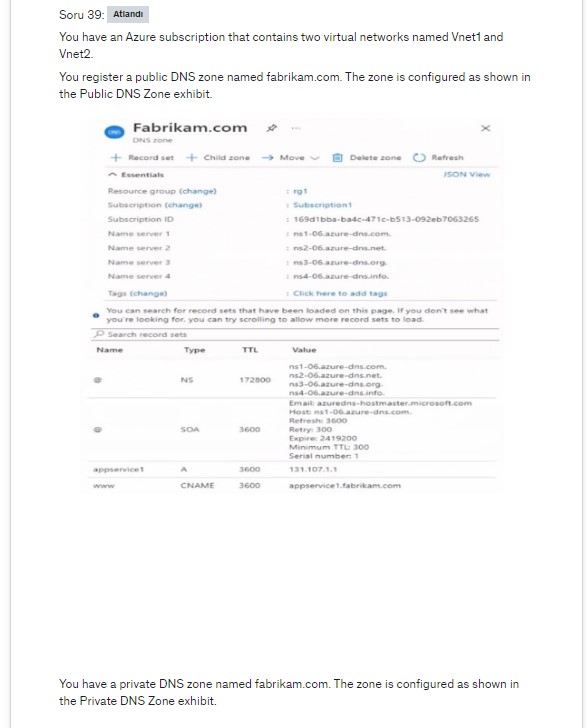 Soru 39: Atlandı
You have an Azure subscription that contains two virtual networks named Vnet1 and
Vnet2.
You register a public DNS zone named fabrikam.com. The zone is configured as shown in
the Public DNS Zone exhibit.
Fabrikam.com
DNS zone
Record set Child zone Move Delete zone Refresh
Essentials JSON View
Resource group (change) : rg1
Subscription (change) : Subscription1
Subscription ID : 169d1bba-ba4c-471c-b513-092eb7063265
Name server 1 : ns1-06.azure-dns.com.
Name server 2 : ns2-06.azure-dns.net.
Name server 3 : ns3-06.azure-dns.org.
Name server 4 : ns4-06.azure-dns.info.
Tags (change) : Click here to add tags
You can search for record sets that have been loaded on this page. If you don't see what
you're looking for, you can try scrolling to allow more record sets to load.
Search record sets
Name Type TTL Value
ns1-06.azure-dns.com.
ns2-06.azure-dns.net.
@ NS 172800 ns3-06.azure-dns.org.
ns4-06.azure-dns.info.
Email: azuredns-hostmaster.microsoft.com
Host: ns1-06.azure-dns.com.
Refresh: 3600
@ SOA 3600 Retry: 300
Expire: 2419200
Minimum TTL: 300
Serial number: 1
appservice1 A 3600 131.107.1.1
www CNAME 3600 appservice1.fabrikam.com
You have a private DNS zone named fabrikam.com. The zone is configured as shown in
the Private DNS Zone exhibit.